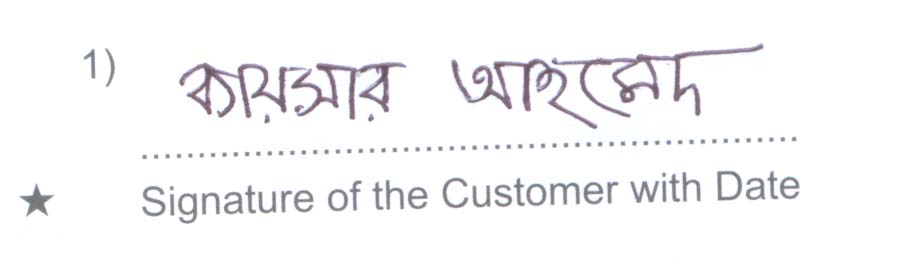 1) কায়সার আহমেদ
★ Signature of the Customer with Date